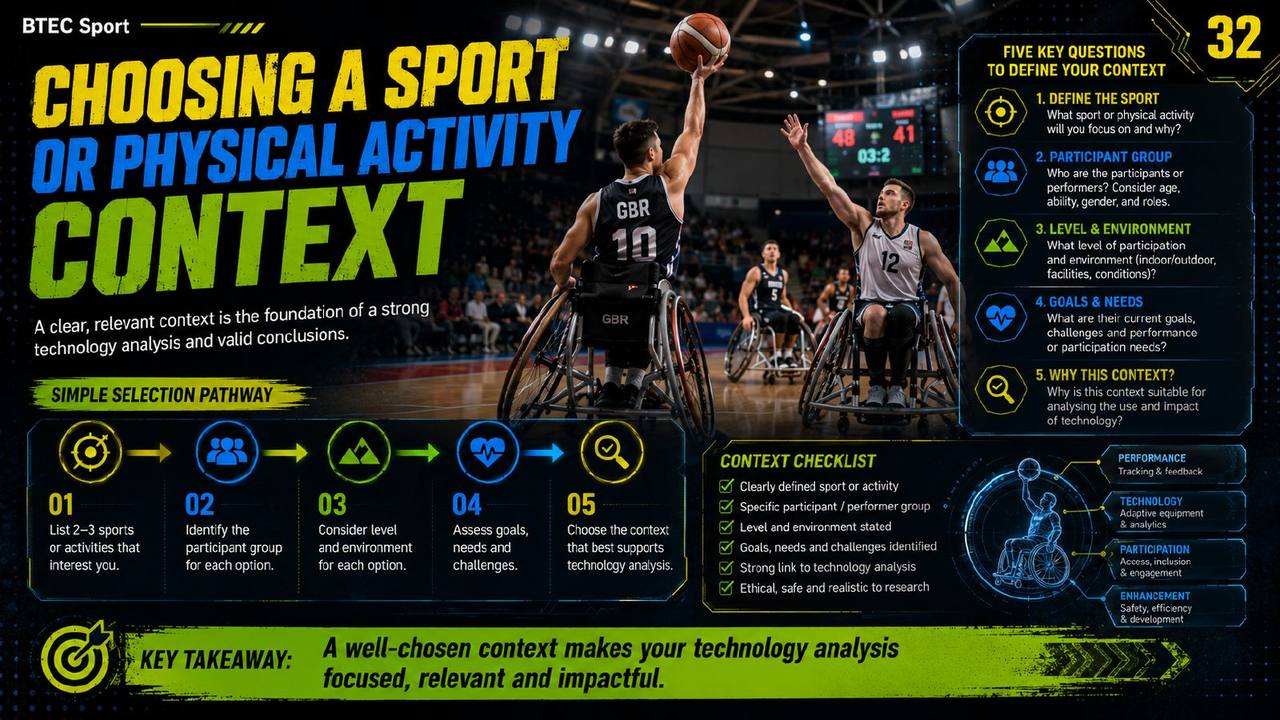 BTEC Sport
32
CHOOSING A SPORT
OR PHYSICAL ACTIVITY
CONTEXT
A clear, relevant context is the foundation of a strong
technology analysis and valid conclusions.
GBR
10
GBR
48
41
03:2
12
5
FIVE KEY QUESTIONS
TO DEFINE YOUR CONTEXT
1. DEFINE THE SPORT
What sport or physical activity
will you focus on and why?
2. PARTICIPANT GROUP
Who are the participants or
performers? Consider age,
ability, gender, and roles.
3. LEVEL & ENVIRONMENT
What level of participation
and environment (indoor/outdoor,
facilities, conditions)?
4. GOALS & NEEDS
What are their current goals,
challenges and performance
or participation needs?
5. WHY THIS CONTEXT?
Why is this context suitable for
analysing the use and impact
of technology?
SIMPLE SELECTION PATHWAY
01
List 2–3 sports
or activities that
interest you.
02
Identify the
participant group
for each option.
03
Consider level
and environment
for each option.
04
Assess goals,
needs and
challenges.
05
Choose the context
that best supports
technology analysis.
CONTEXT CHECKLIST
Clearly defined sport or activity
Specific participant / performer group
Level and environment stated
Goals, needs and challenges identified
Strong link to technology analysis
Ethical, safe and realistic to research
PERFORMANCE
Tracking & feedback
TECHNOLOGY
Adaptive equipment
& analytics
PARTICIPATION
Access, inclusion
& engagement
ENHANCEMENT
Safety, efficiency
& development
KEY TAKEAWAY:
A well-chosen context makes your technology analysis
focused, relevant and impactful.